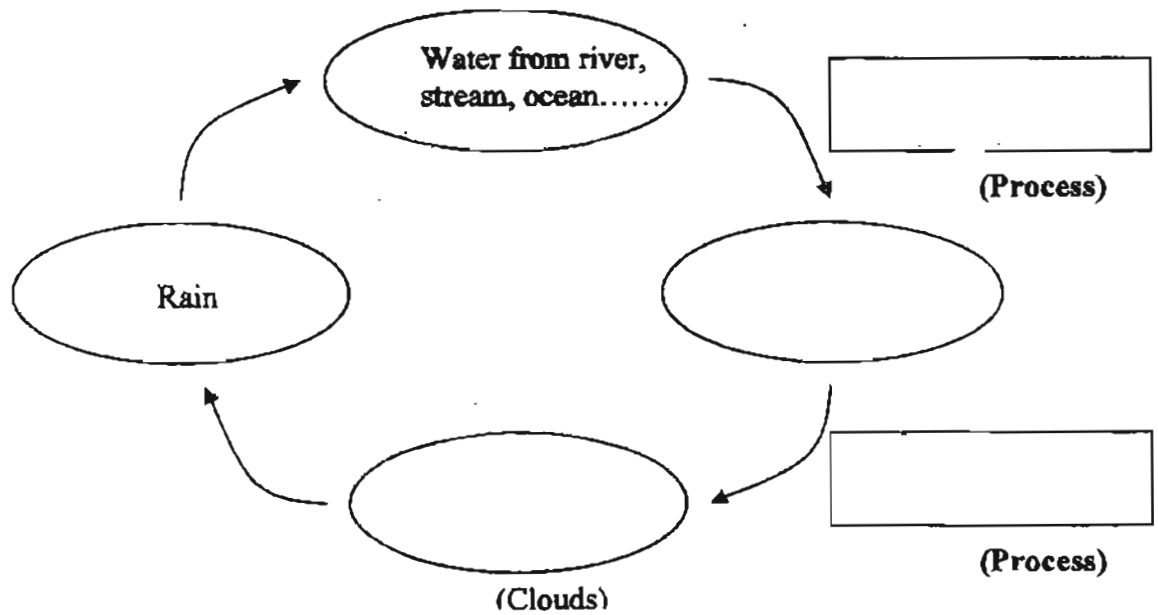 Water from river,
stream, ocean.......
(Process)
Rain
(Process)
(Clouds)